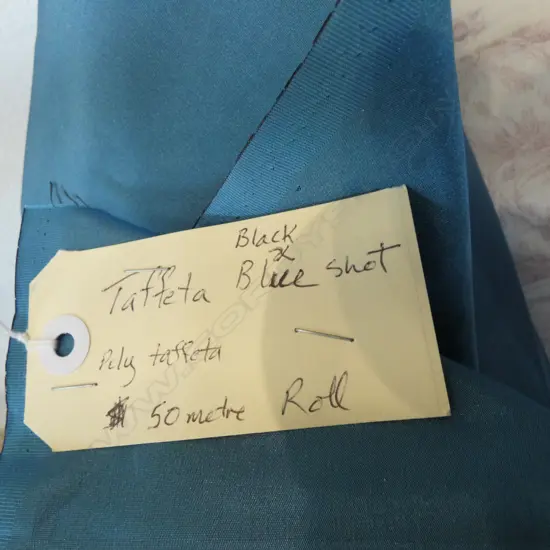 Black
x
Taffeta Blue shot
Poly taffeta
$ 50 metre Roll